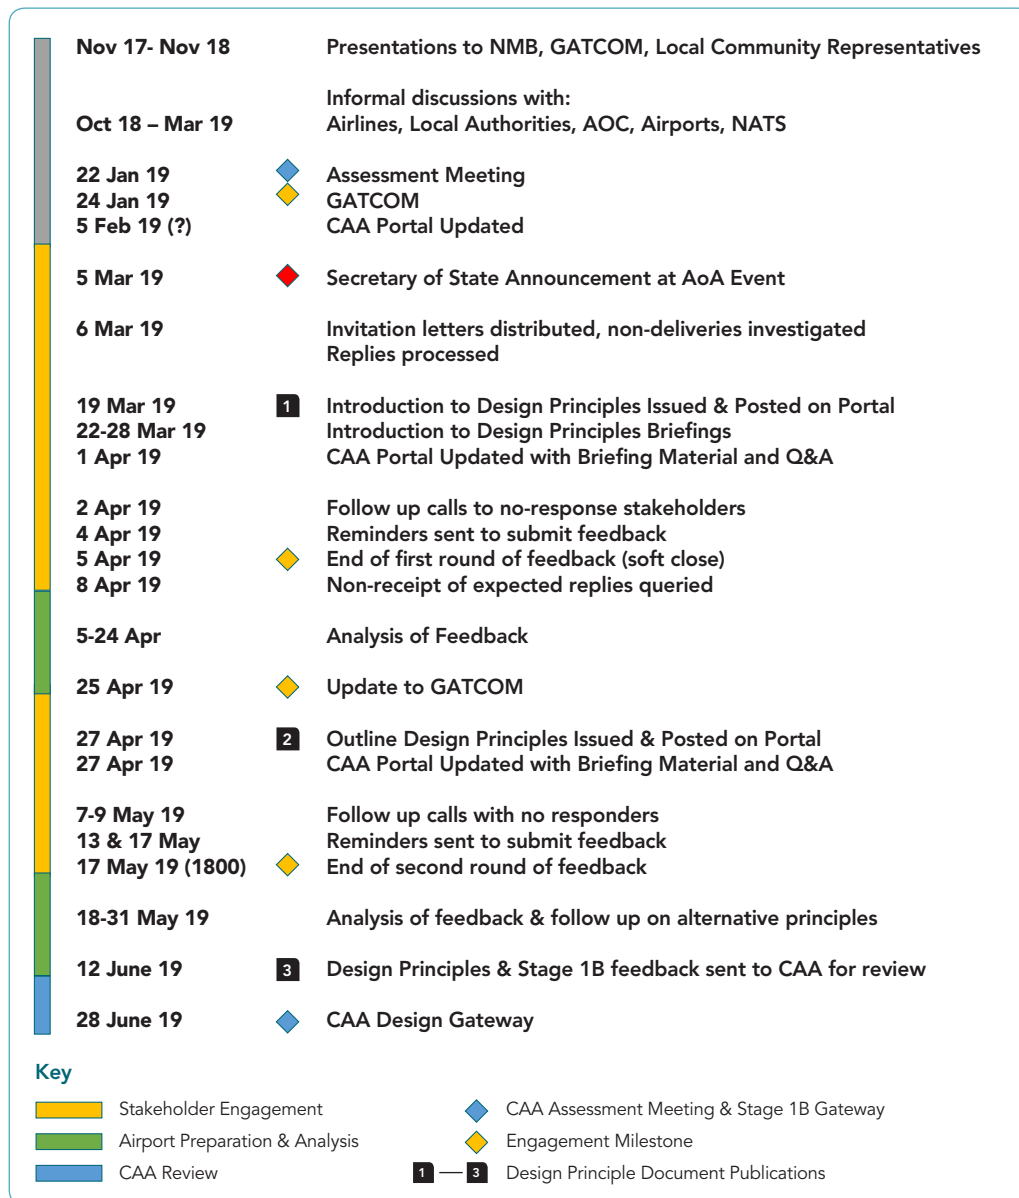 Nov 17- Nov 18 Presentations to NMB, GATCOM, Local Community Representatives
Informal discussions with:
Oct 18 – Mar 19 Airlines, Local Authorities, AOC, Airports, NATS
22 Jan 19 Assessment Meeting
24 Jan 19 GATCOM
5 Feb 19 (?) CAA Portal Updated
5 Mar 19 Secretary of State Announcement at AoA Event
6 Mar 19 Invitation letters distributed, non-deliveries investigated
Replies processed
19 Mar 19 1 Introduction to Design Principles Issued & Posted on Portal
22-28 Mar 19 Introduction to Design Principles Briefings
1 Apr 19 CAA Portal Updated with Briefing Material and Q&A
2 Apr 19 Follow up calls to no-response stakeholders
4 Apr 19 Reminders sent to submit feedback
5 Apr 19 End of first round of feedback (soft close)
8 Apr 19 Non-receipt of expected replies queried
5-24 Apr Analysis of Feedback
25 Apr 19 Update to GATCOM
27 Apr 19 2 Outline Design Principles Issued & Posted on Portal
27 Apr 19 CAA Portal Updated with Briefing Material and Q&A
7-9 May 19 Follow up calls with no responders
13 & 17 May Reminders sent to submit feedback
17 May 19 (1800) End of second round of feedback
18-31 May 19 Analysis of feedback & follow up on alternative principles
12 June 19 3 Design Principles & Stage 1B feedback sent to CAA for review
28 June 19 CAA Design Gateway
Key
Stakeholder Engagement CAA Assessment Meeting & Stage 1B Gateway
Airport Preparation & Analysis Engagement Milestone
CAA Review 1 — 3 Design Principle Document Publications